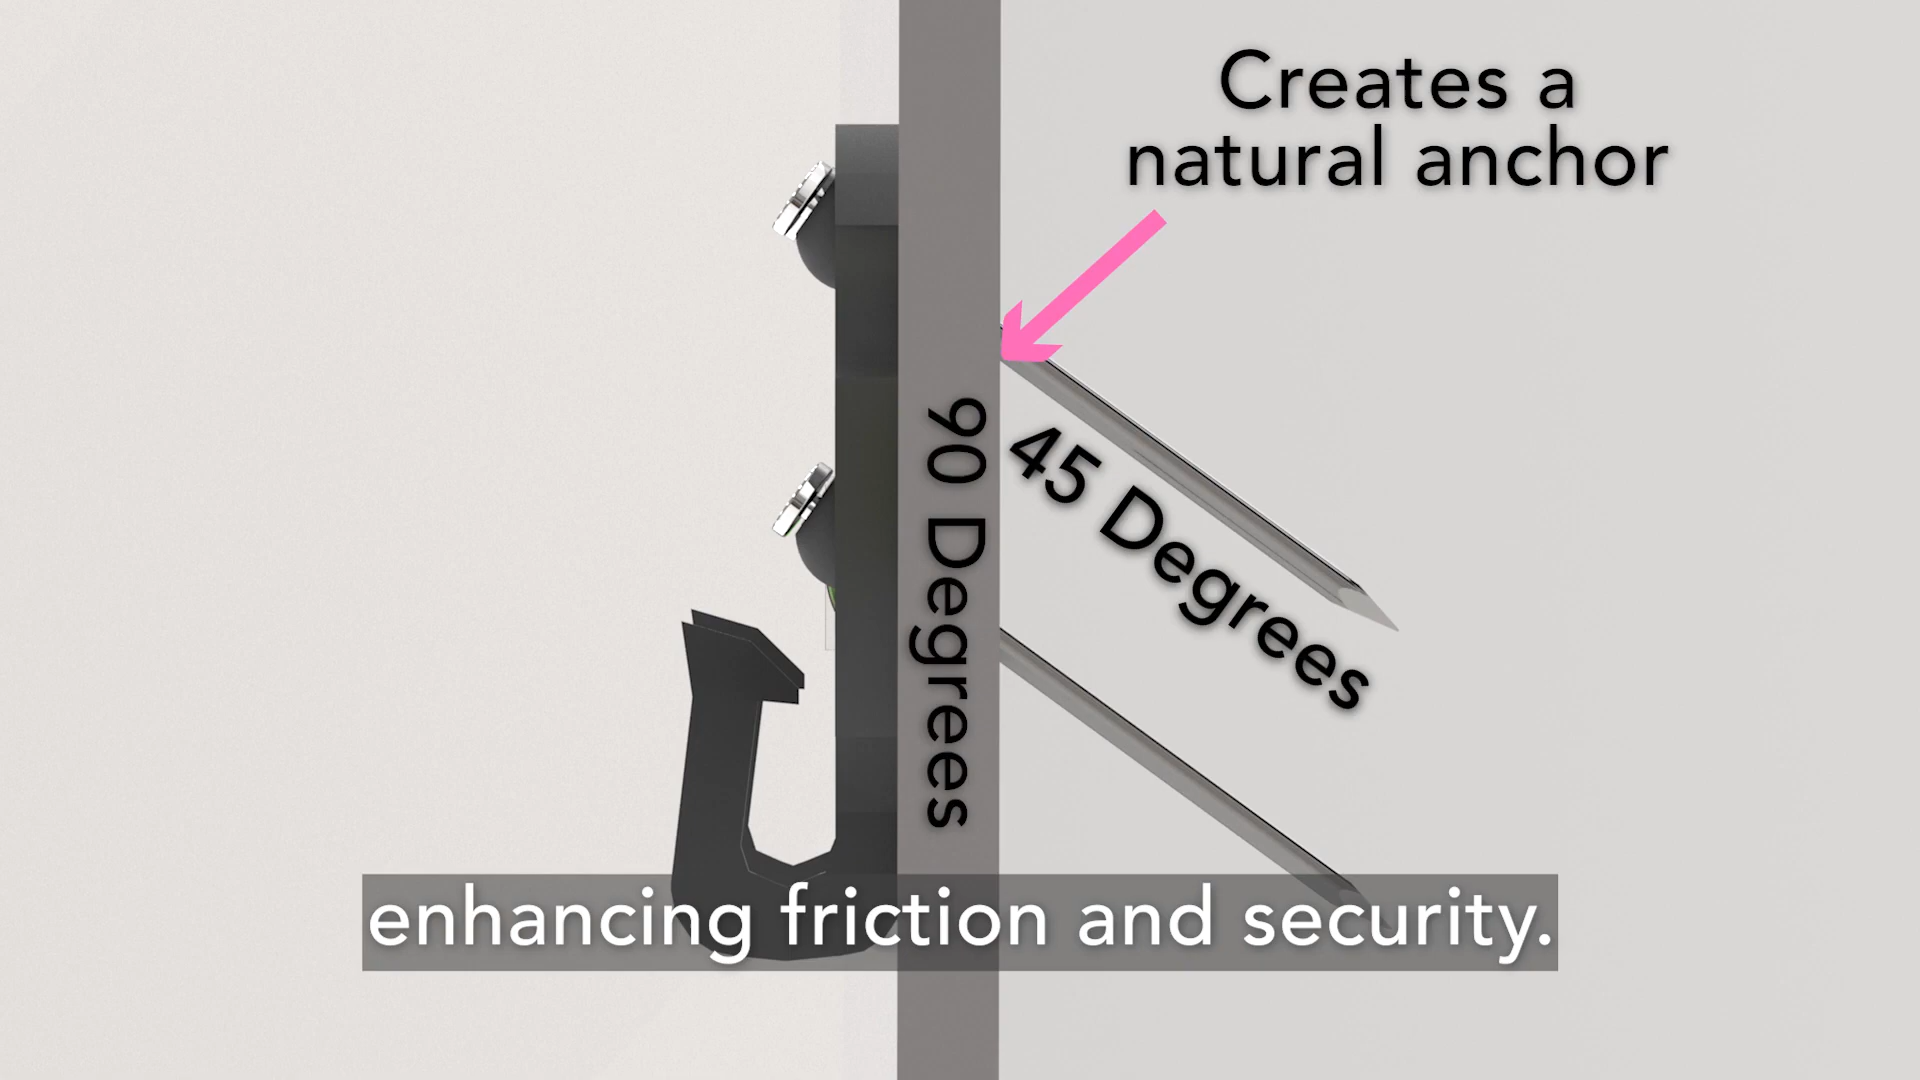 Creates a
natural anchor
90 Degrees
45 Degrees
enhancing friction and security.